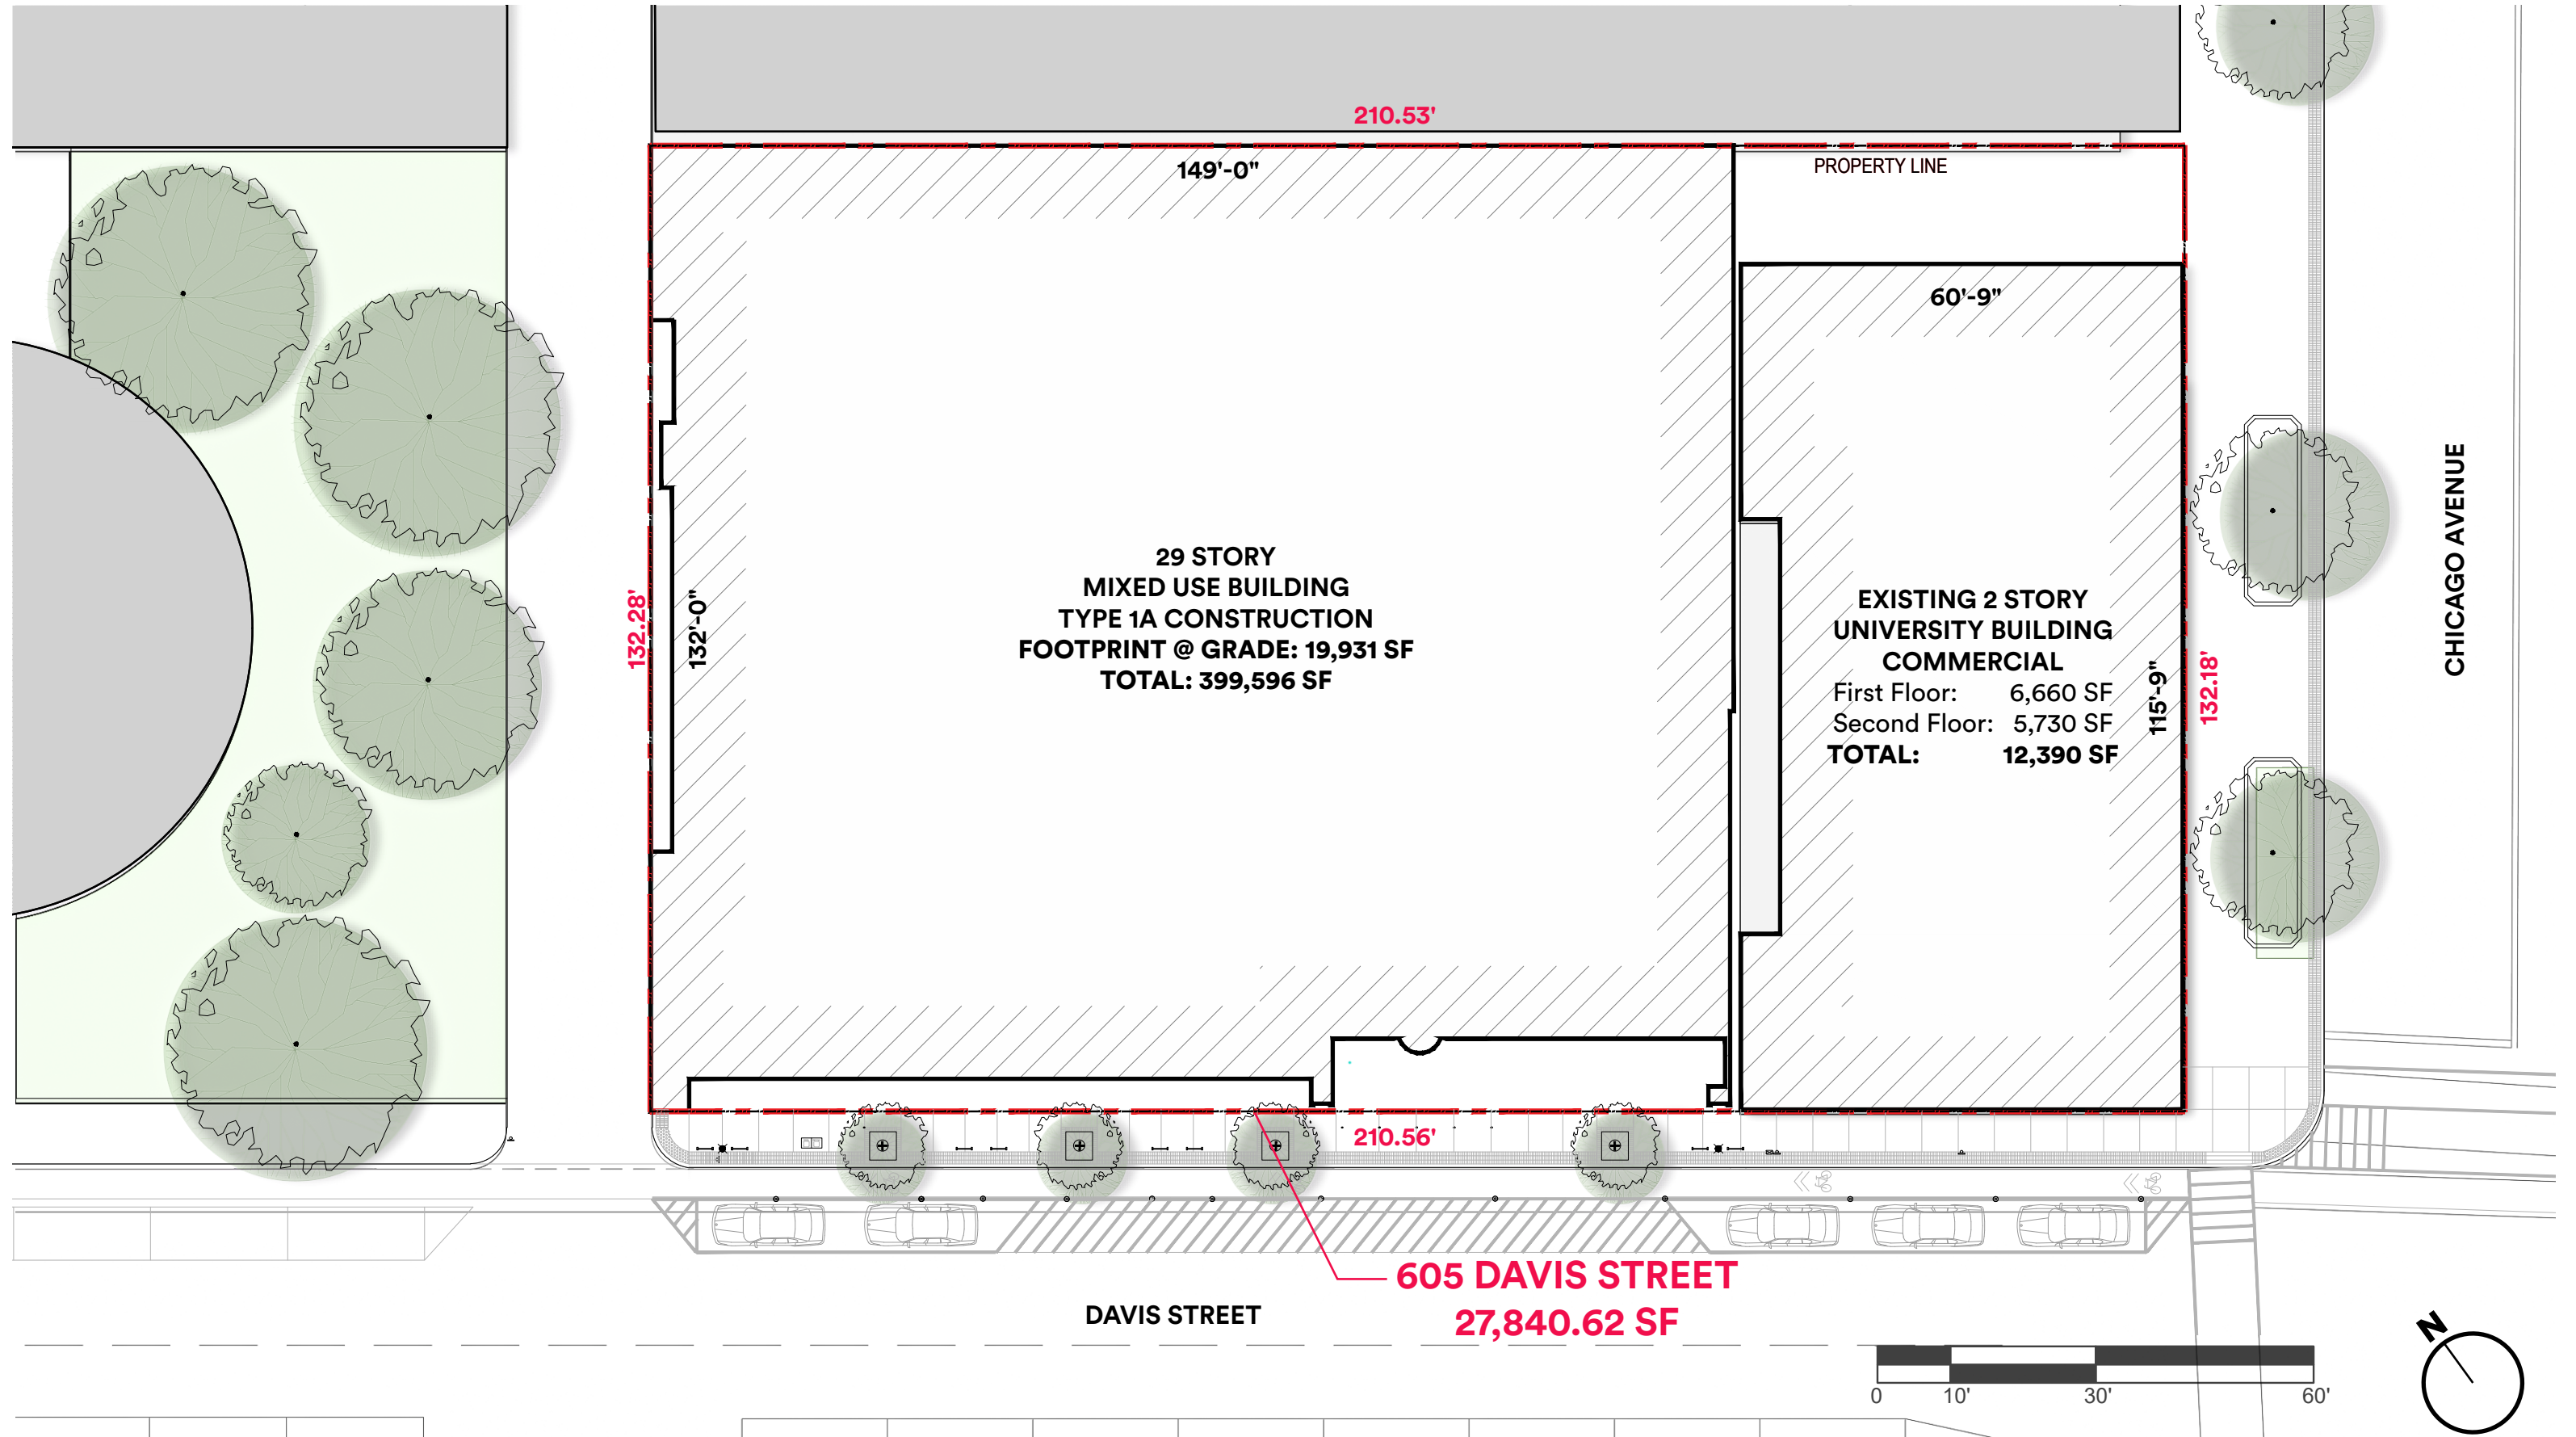 210.53'
149'-0"
PROPERTY LINE
60'-9"
132.28'
132'-0"
29 STORY
MIXED USE BUILDING
TYPE 1A CONSTRUCTION
FOOTPRINT @ GRADE: 19,931 SF
TOTAL: 399,596 SF
EXISTING 2 STORY
UNIVERSITY BUILDING
COMMERCIAL
First Floor: 6,660 SF
Second Floor: 5,730 SF
TOTAL: 12,390 SF
115'-9"
132.18'
CHICAGO AVENUE
210.56'
605 DAVIS STREET
27,840.62 SF
DAVIS STREET
N
0 10' 30' 60'